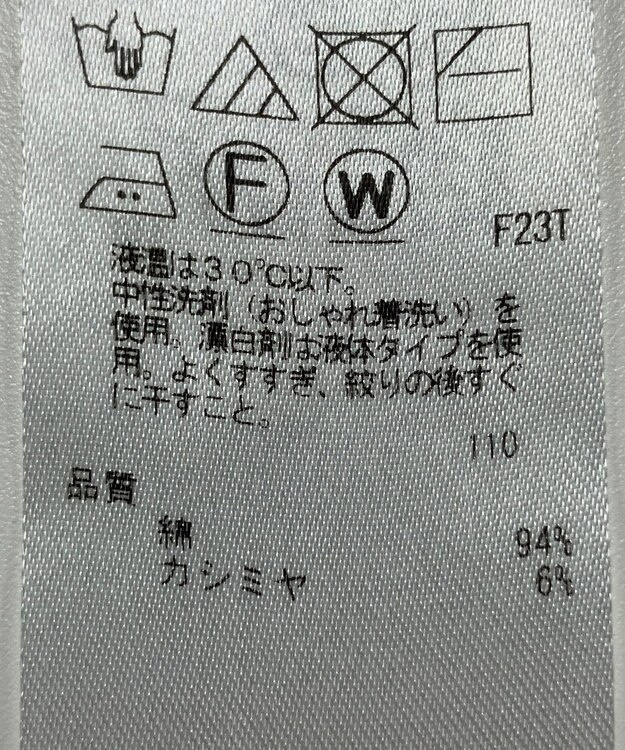 F
W
F23T
液温は30℃以下。
中性洗剤（おしゃれ着洗い）を
使用。漂白剤は液体タイプを使
用。よくすすぎ、絞りの後すぐ
に干すこと。
110
品質
綿 94%
カシミヤ 6%